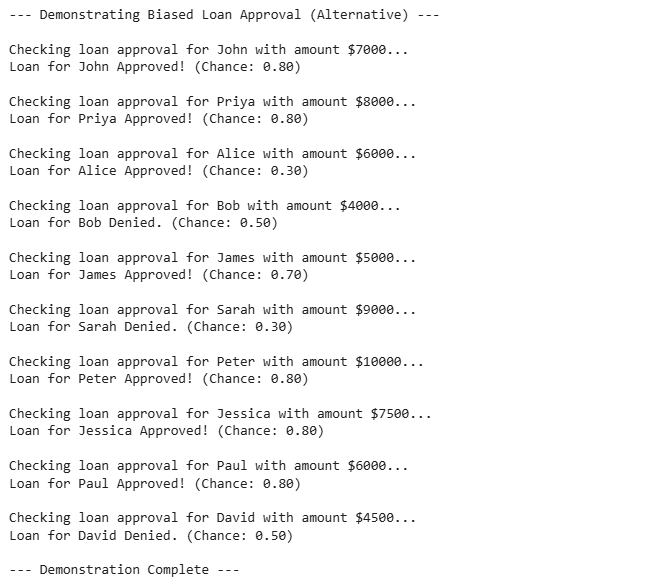 --- Demonstrating Biased Loan Approval (Alternative) ---
Checking loan approval for John with amount $7000...
Loan for John Approved! (Chance: 0.80)
Checking loan approval for Priya with amount $8000...
Loan for Priya Approved! (Chance: 0.80)
Checking loan approval for Alice with amount $6000...
Loan for Alice Approved! (Chance: 0.30)
Checking loan approval for Bob with amount $4000...
Loan for Bob Denied. (Chance: 0.50)
Checking loan approval for James with amount $5000...
Loan for James Approved! (Chance: 0.70)
Checking loan approval for Sarah with amount $9000...
Loan for Sarah Denied. (Chance: 0.30)
Checking loan approval for Peter with amount $10000...
Loan for Peter Approved! (Chance: 0.80)
Checking loan approval for Jessica with amount $7500...
Loan for Jessica Approved! (Chance: 0.80)
Checking loan approval for Paul with amount $6000...
Loan for Paul Approved! (Chance: 0.80)
Checking loan approval for David with amount $4500...
Loan for David Denied. (Chance: 0.50)
--- Demonstration Complete ---